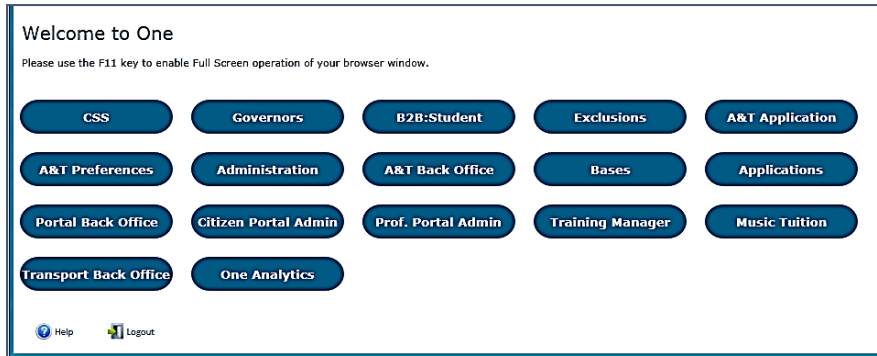 Welcome to One
Please use the F11 key to enable Full Screen operation of your browser window.
CSS Governors B2B:Student Exclusions A&T Application
A&T Preferences Administration A&T Back Office Bases Applications
Portal Back Office Citizen Portal Admin Prof. Portal Admin Training Manager Music Tuition
Transport Back Office One Analytics
Help Logout